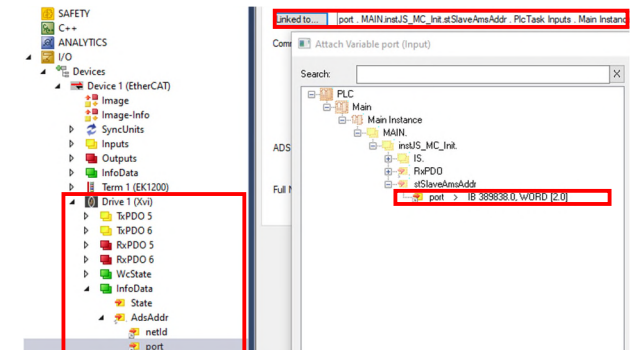 SAFETY
C++
ANALYTICS
I/O
Devices
Device 1 (EtherCAT)
Image
Image-Info
SyncUnits
Inputs
Outputs
InfoData
Term 1 (EK1200)
Drive 1 (Xvi)
TxPDO 5
TxPDO 6
RxPDO 5
RxPDO 6
WcState
InfoData
State
AdsAddr
netId
port
Linked to...
port . MAIN.instJS_MC_Init.stSlaveAmsAddr . PlcTask Inputs . Main Instanc
Comr
ADS
Full N
Attach Variable port (Input)
Search:
X
PLC
Main
Main Instance
MAIN.
instJS_MC_Init.
IS.
RxPDO
stSlaveAmsAddr
port > IB 389838.0, WORD [2.0]